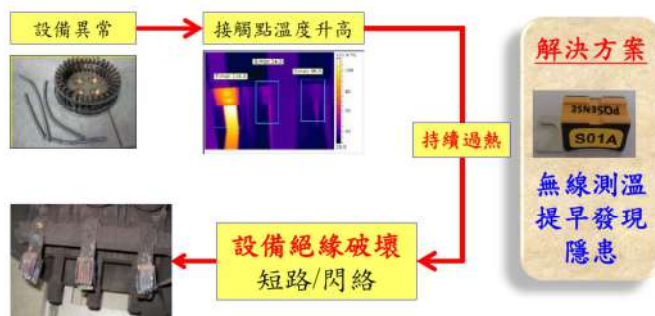 設備異常
接觸點溫度升高
持續過熱
設備絕緣破壞
短路/閃絡
解決方案
S01A
無線測溫
提早發現
隱患